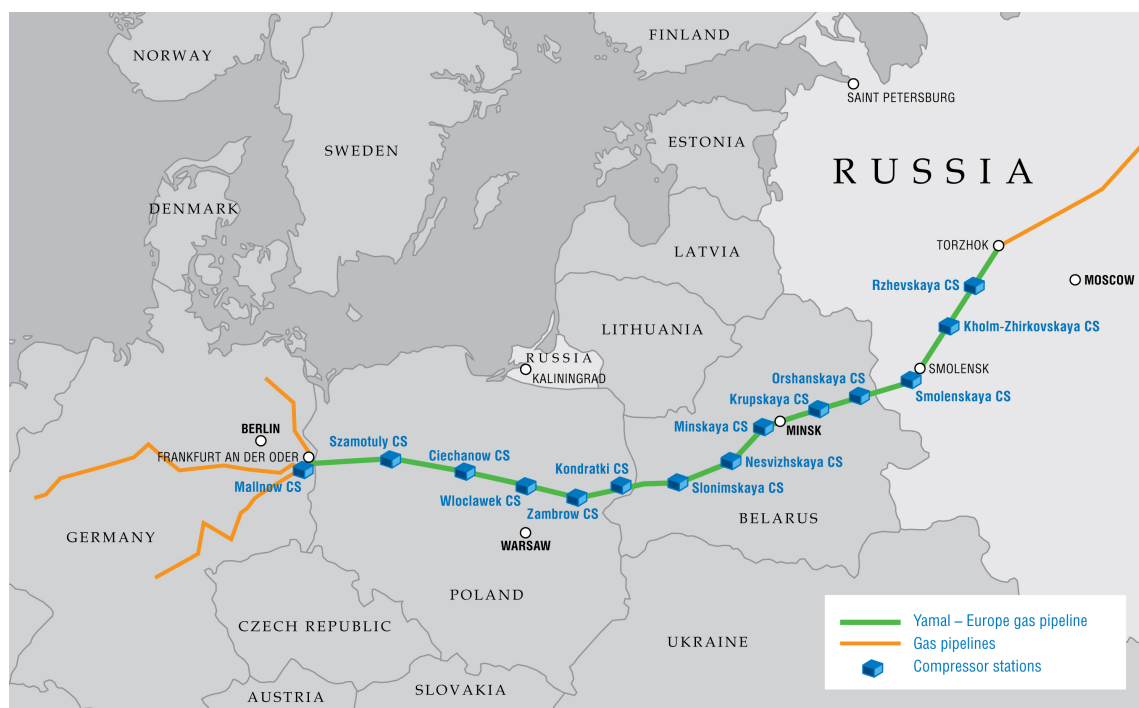 FINLAND
NORWAY
SAINT PETERSBURG
ESTONIA
SWEDEN
RUSSIA
DENMARK
TORZHOK
LATVIA
MOSCOW
Rzhevskaya CS
LITHUANIA
Kholm-Zhirkovskaya CS
RUSSIA
KALININGRAD
SMOLENSK
Orshanskaya CS
Smolenskaya CS
Krupskaya CS
BERLIN
Minskaya CS
MINSK
Szamotuly CS
FRANKFURT AN DER ODER
Ciechanow CS
Nesvizhskaya CS
Kondratki CS
Mallnow CS
Slonimskaya CS
Wloclawek CS
Zambrow CS
BELARUS
GERMANY
WARSAW
POLAND
CZECH REPUBLIC
UKRAINE
SLOVAKIA
AUSTRIA
Yamal – Europe gas pipeline
Gas pipelines
Compressor stations